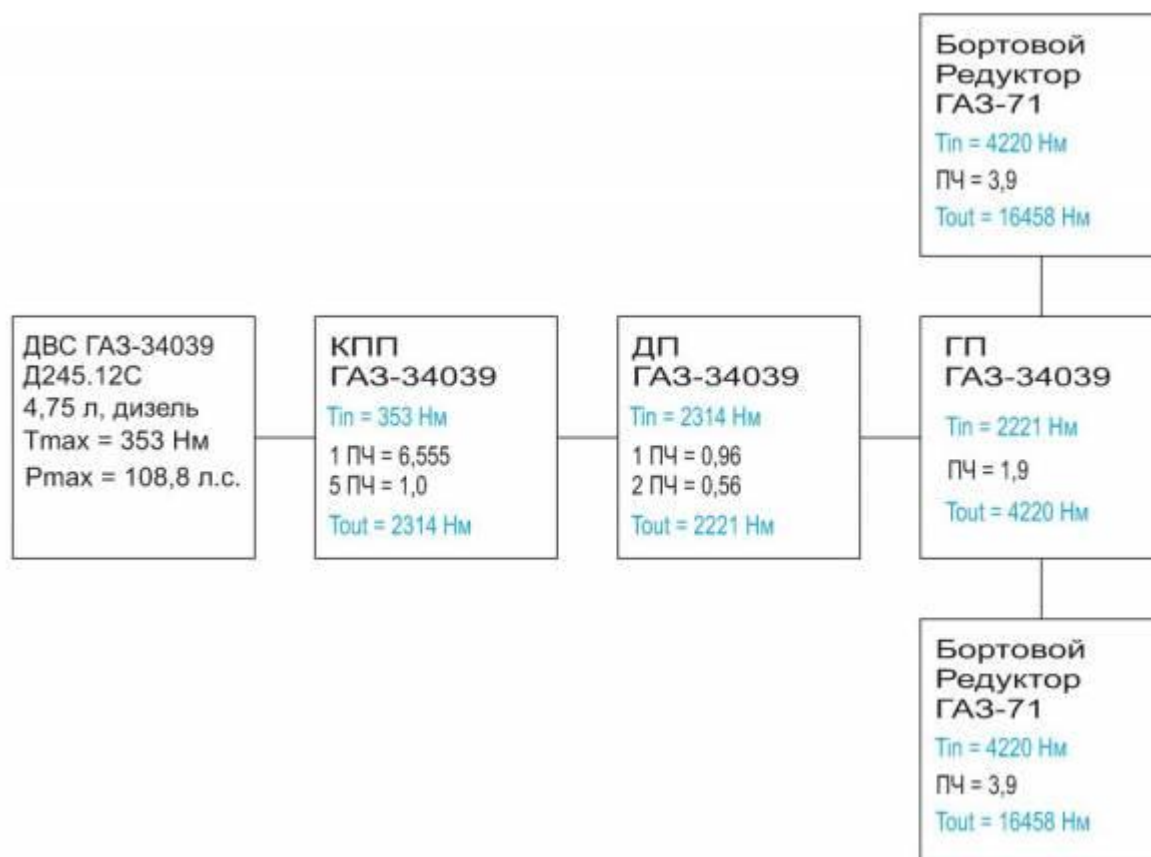 Бортовой
Редуктор
ГАЗ-71
Tin = 4220 Нм
ПЧ = 3,9
Tout = 16458 Нм
ДВС ГАЗ-34039
Д245.12С
4,75 л, дизель
Tmax = 353 Нм
Pmax = 108,8 л.с.
КПП
ГАЗ-34039
Tin = 353 Нм
1 ПЧ = 6,555
5 ПЧ = 1,0
Tout = 2314 Нм
ДП
ГАЗ-34039
Tin = 2314 Нм
1 ПЧ = 0,96
2 ПЧ = 0,56
Tout = 2221 Нм
ГП
ГАЗ-34039
Tin = 2221 Нм
ПЧ = 1,9
Tout = 4220 Нм
Бортовой
Редуктор
ГАЗ-71
Tin = 4220 Нм
ПЧ = 3,9
Tout = 16458 Нм